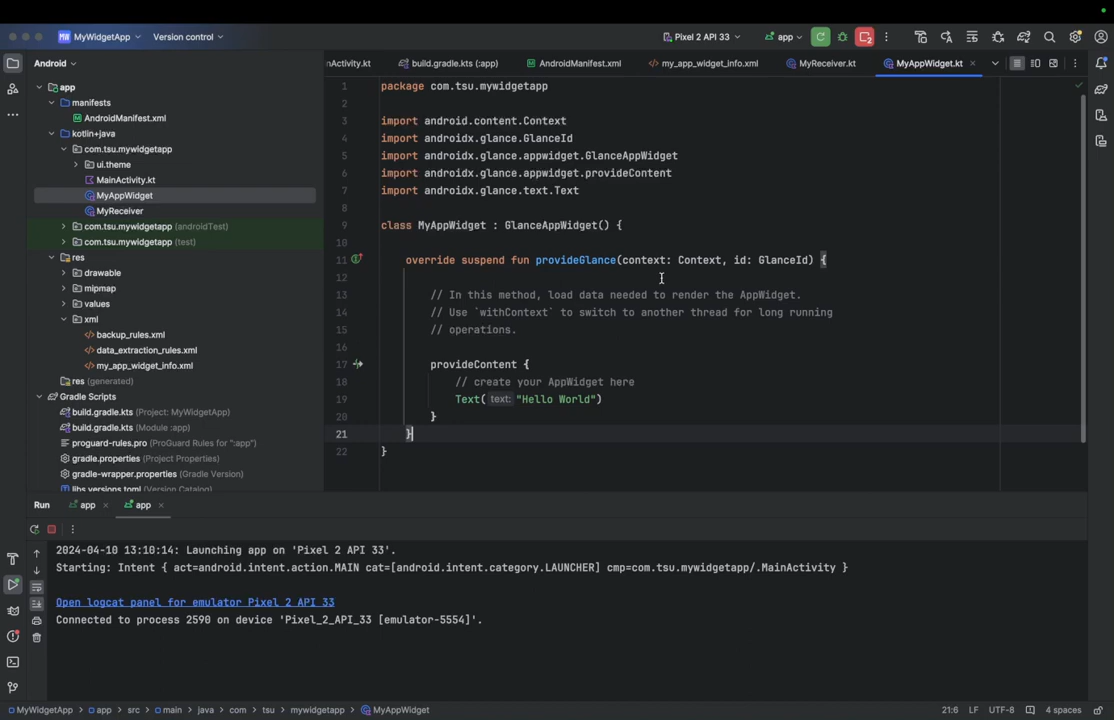 MW MyWidgetApp Version control Pixel 2 API 33 app 2
Android nActivity.kt build.gradle.kts (:app) AndroidManifest.xml my_app_widget_info.xml MyReceiver.kt MyAppWidget.kt
app
manifests
AndroidManifest.xml
kotlin+java
com.tsu.mywidgetapp
ui.theme
MainActivity.kt
MyAppWidget
MyReceiver
com.tsu.mywidgetapp (androidTest)
com.tsu.mywidgetapp (test)
res
drawable
mipmap
values
xml
backup_rules.xml
data_extraction_rules.xml
my_app_widget_info.xml
res (generated)
Gradle Scripts
build.gradle.kts (Project: MyWidgetApp)
build.gradle.kts (Module :app)
proguard-rules.pro (ProGuard Rules for ":app")
gradle.properties (Project Properties)
gradle-wrapper.properties (Gradle Version)
libs.versions.toml (Version Catalog)
1 package com.tsu.mywidgetapp
2
3 import android.content.Context
4 import androidx.glance.GlanceId
5 import androidx.glance.appwidget.GlanceAppWidget
6 import androidx.glance.appwidget.provideContent
7 import androidx.glance.text.Text
8
9 class MyAppWidget : GlanceAppWidget() {
10
11 override suspend fun provideGlance(context: Context, id: GlanceId) {
12
13 // In this method, load data needed to render the AppWidget.
14 // Use `withContext` to switch to another thread for long running
15 // operations.
16
17 provideContent {
18 // create your AppWidget here
19 Text( text: "Hello World")
20 }
21 }
22 }
Run app app
2024-04-10 13:10:14: Launching app on 'Pixel 2 API 33'.
Starting: Intent { act=android.intent.action.MAIN cat=[android.intent.category.LAUNCHER] cmp=com.tsu.mywidgetapp/.MainActivity }
Open logcat panel for emulator Pixel 2 API 33
Connected to process 2590 on device 'Pixel_2_API_33 [emulator-5554]'.
MyWidgetApp app src main java com tsu mywidgetapp MyAppWidget 21:6 LF UTF-8 4 spaces